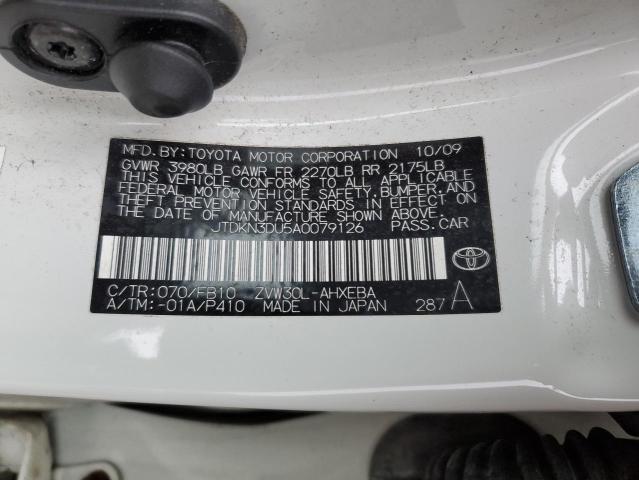 MFD.BY:TOYOTA MOTOR CORPORATION 10/09
GVWR 3980LB GAWR FR 2270LB RR 2175LB
THIS VEHICLE CONFORMS TO ALL APPLICABLE
FEDERAL MOTOR VEHICLE SAFETY,BUMPER,AND
THEFT PREVENTION STANDARDS IN EFFECT
ON THE DATE OF MANUFACTURE SHOWN ABOVE.
JTDKN3DU5A0079126 PASS.CAR
C/TR:070/FB10 ZVW30L-AHXEBA
A/TM:-01A/P410 MADE IN JAPAN 287 A